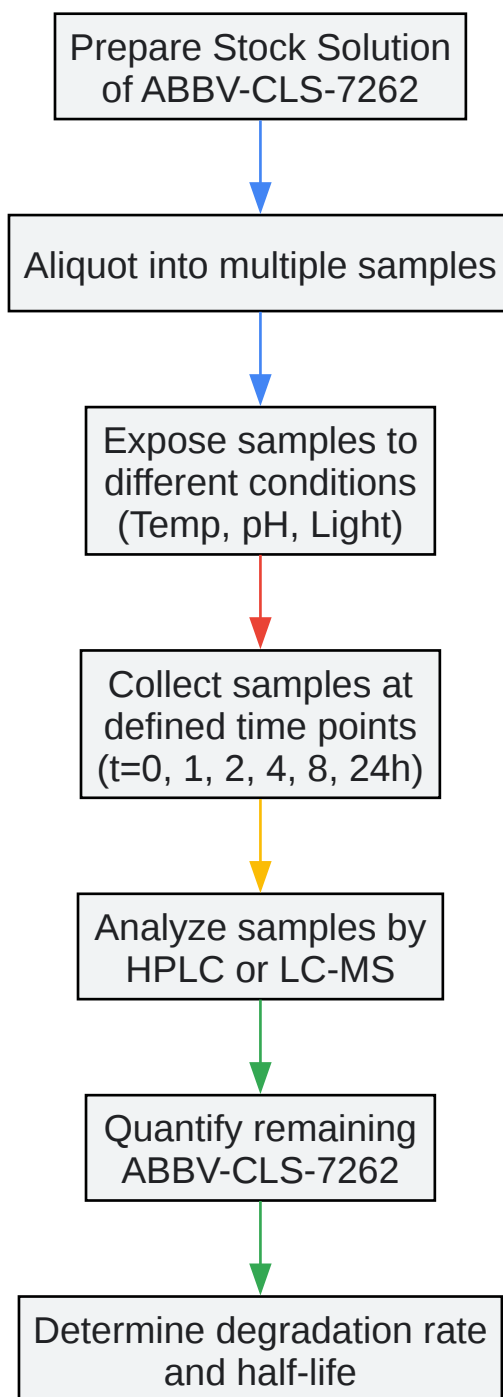 Prepare Stock Solution
of ABBV-CLS-7262
Aliquot into multiple samples
Expose samples to
different conditions
(Temp, pH, Light)
Collect samples at
defined time points
(t=0, 1, 2, 4, 8, 24h)
Analyze samples by
HPLC or LC-MS
Quantify remaining
ABBV-CLS-7262
Determine degradation rate
and half-life